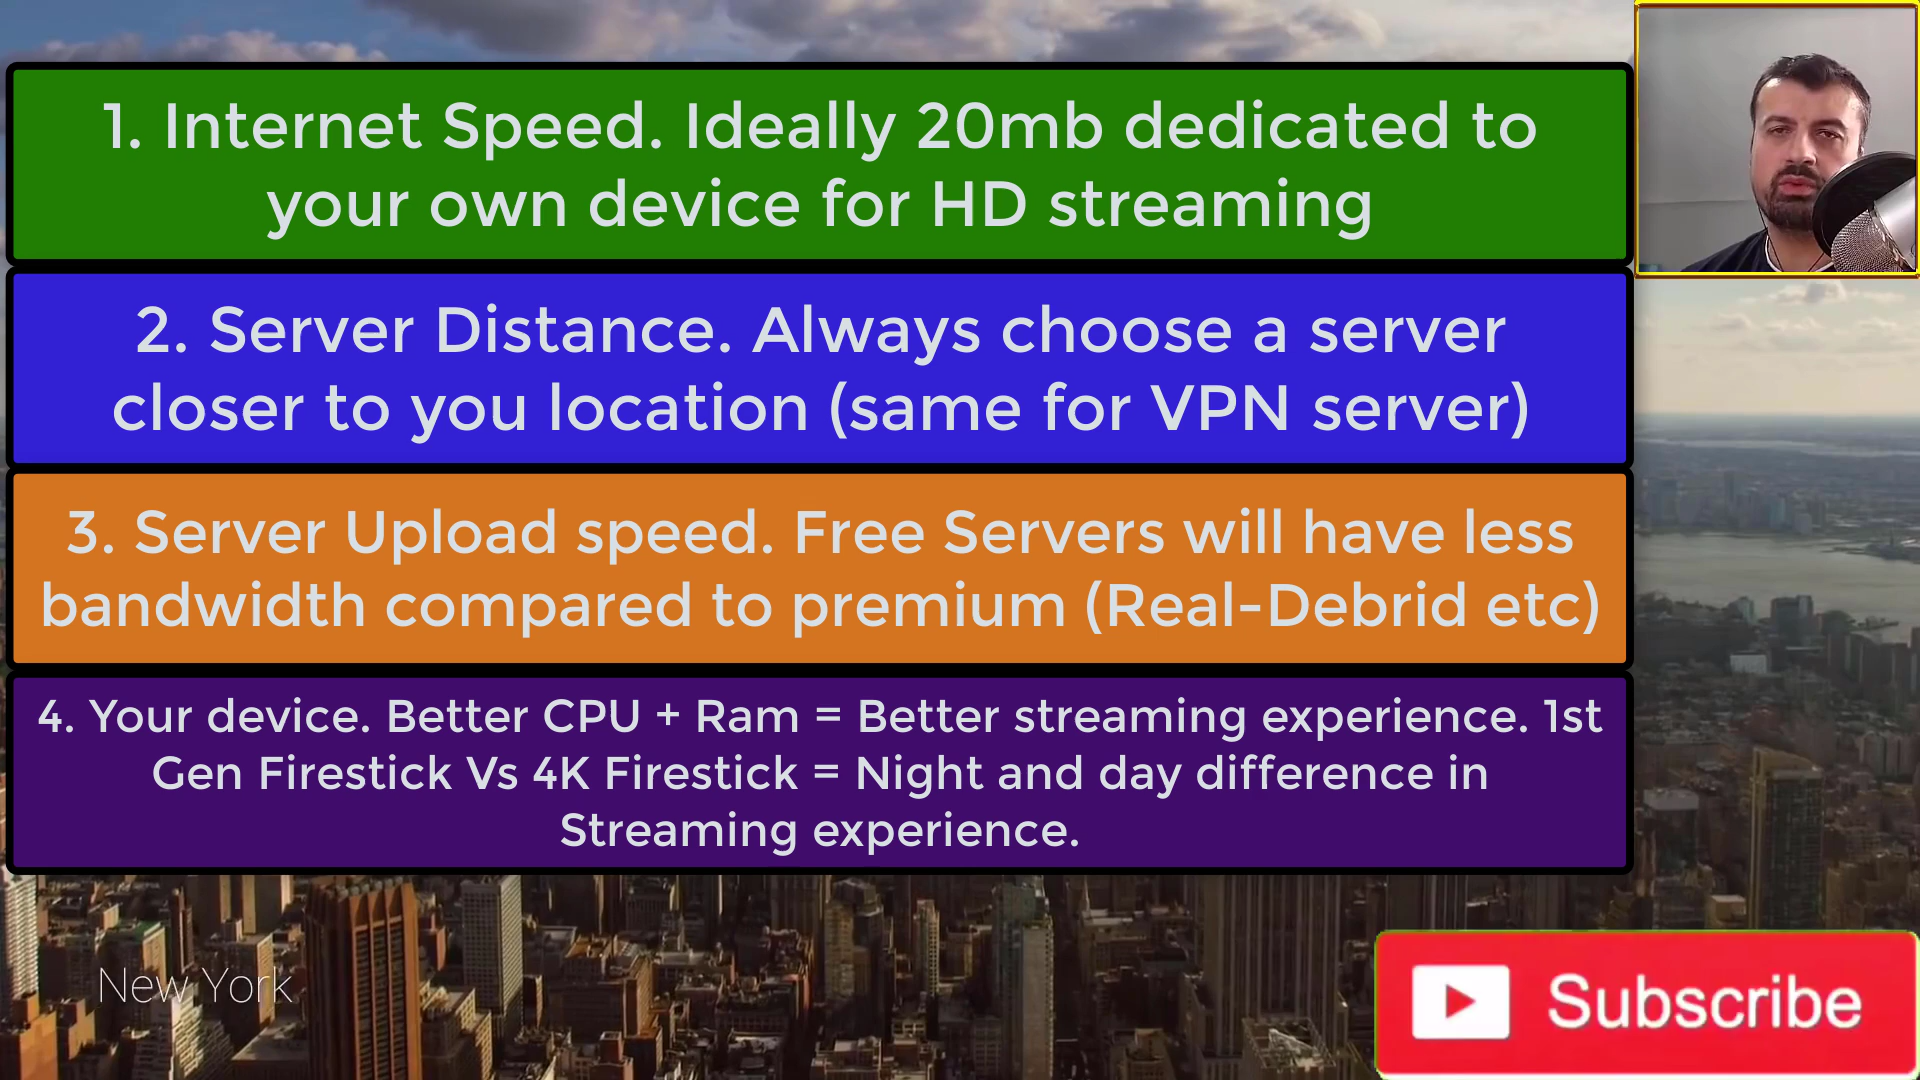 1. Internet Speed. Ideally 20mb dedicated to
your own device for HD streaming
2. Server Distance. Always choose a server
closer to you location (same for VPN server)
3. Server Upload speed. Free Servers will have less
bandwidth compared to premium (Real-Debrid etc)
4. Your device. Better CPU + Ram = Better streaming experience. 1st
Gen Firestick Vs 4K Firestick = Night and day difference in
Streaming experience.
New York
Subscribe